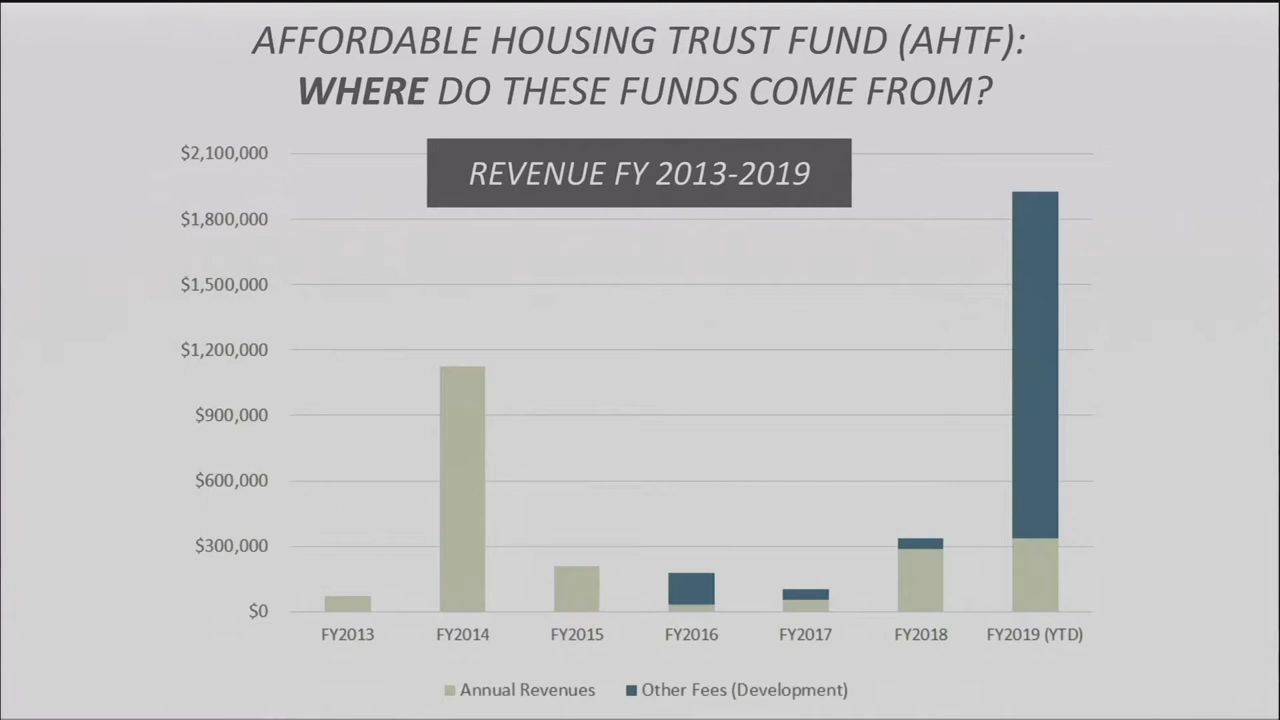 AFFORDABLE HOUSING TRUST FUND (AHTF):
WHERE DO THESE FUNDS COME FROM?
REVENUE FY 2013-2019
$2,100,000
$1,800,000
$1,500,000
$1,200,000
$900,000
$600,000
$300,000
$0
FY2013 FY2014 FY2015 FY2016 FY2017 FY2018 FY2019 (YTD)
Annual Revenues Other Fees (Development)